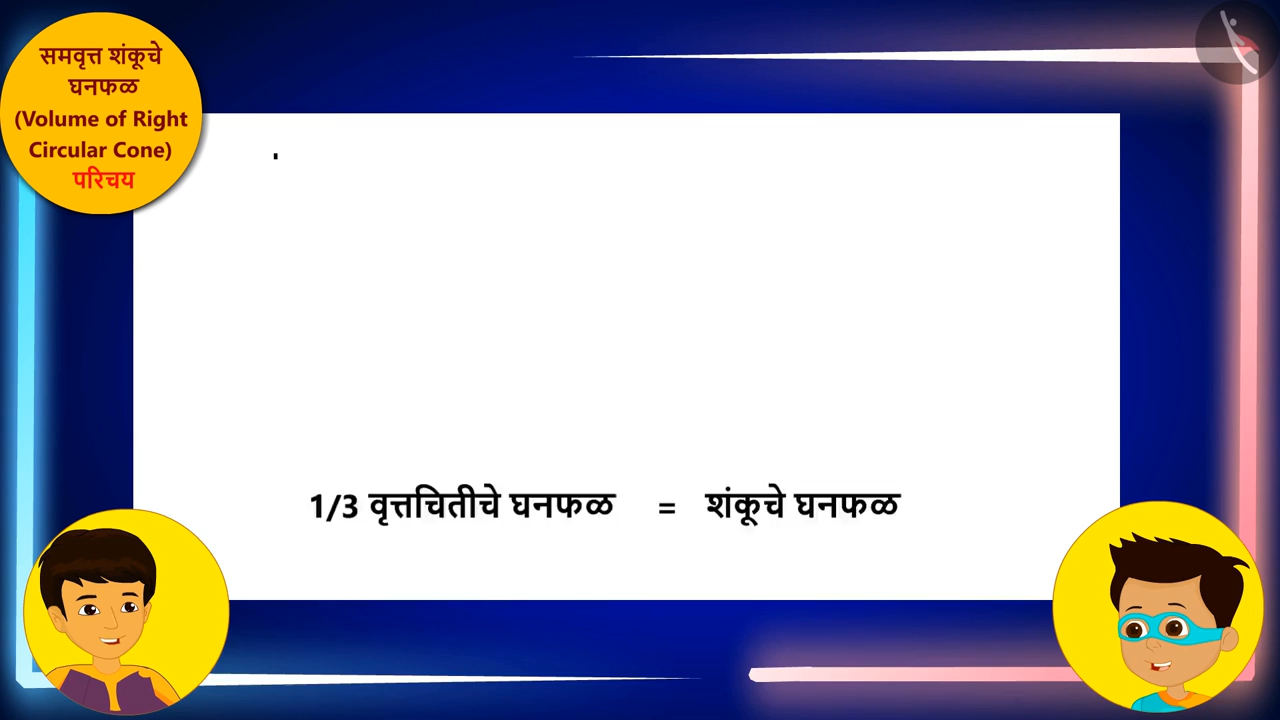 समवृत्त शंकूचे
घनफळ
(Volume of Right
Circular Cone)
परिचय
1/3 वृत्तचितीचे घनफळ = शंकूचे घनफळ